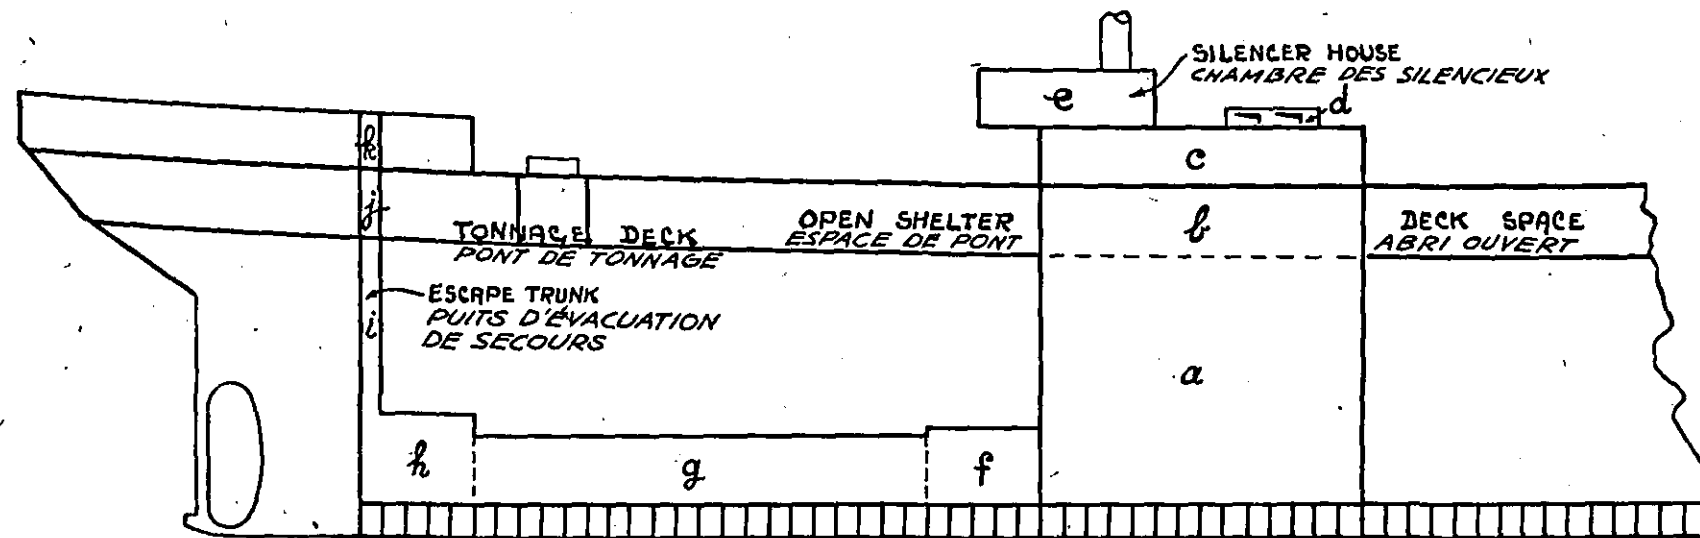 SILENCER HOUSE
CHAMBRE DES SILENCIEUX
e
d
k
c
j
TONNAGE DECK
PONT DE TONNAGE
OPEN SHELTER
ESPACE DE PONT
b
DECK SPACE
ABRI OUVERT
ESCAPE TRUNK
PUITS D'ÉVACUATION
DE SECOURS
i
a
h
g
f